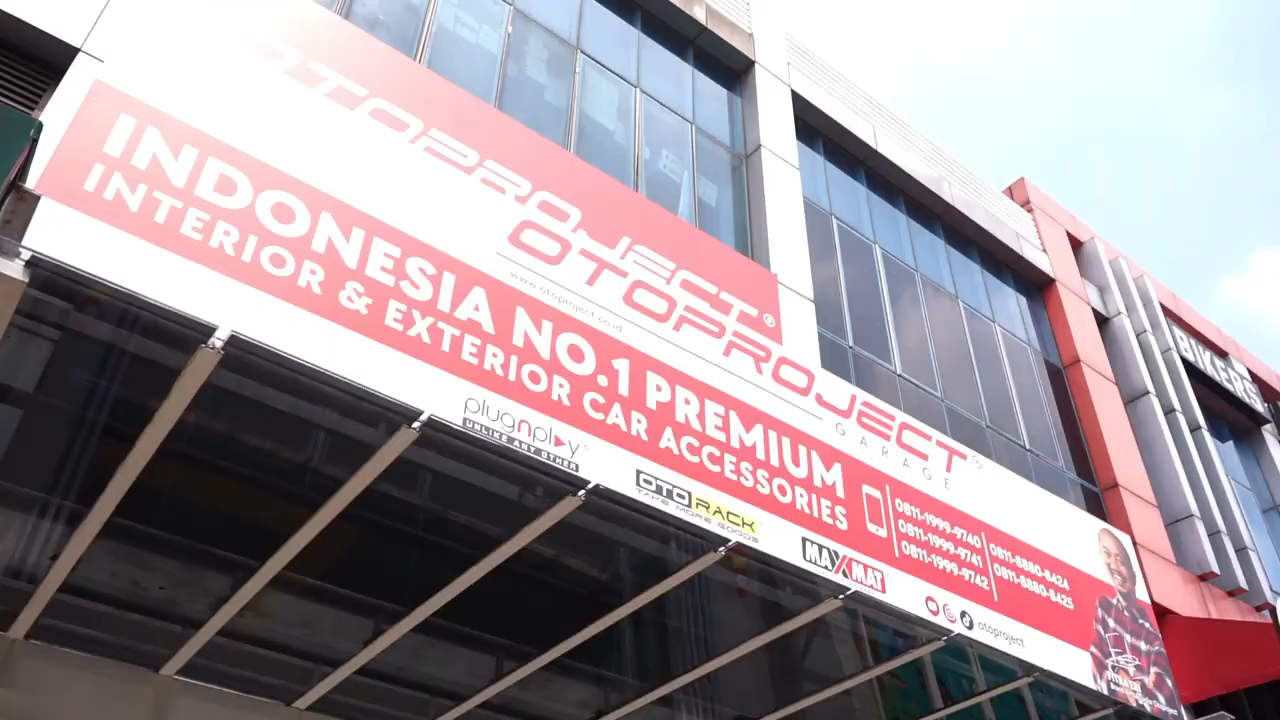 OTOPROJECT®
OTOPROJECT®
GARAGE
www.otoproject.co.id
INDONESIA NO.1 PREMIUM
INTERIOR & EXTERIOR CAR ACCESSORIES
0811-1999-9740
0811-1999-9741
0811-1999-9742
0811-8880-8424
0811-8880-8425
plugnplay
UNLIKE ANY OTHER
OTO RACK
TAKE MORE GOODS
MAXMAT
otoproject
BIKERS